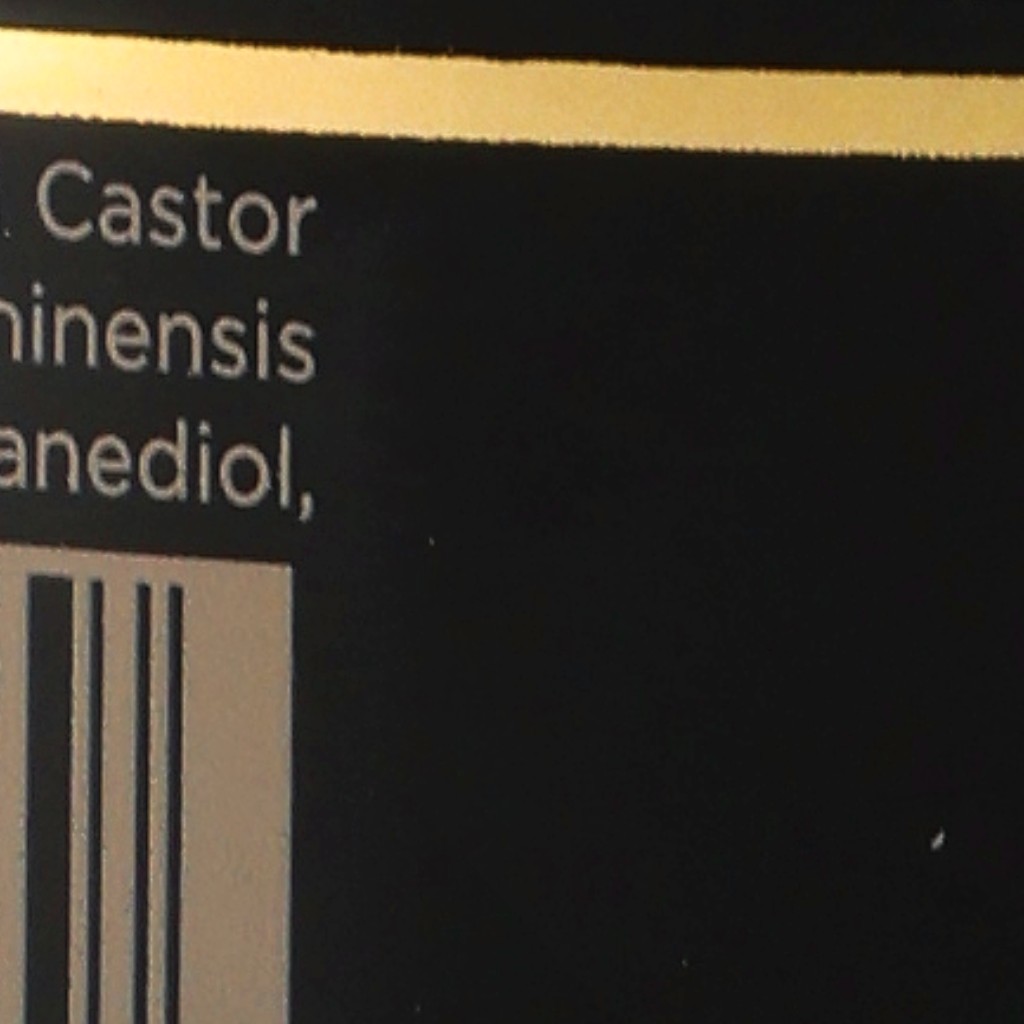 . Castor
hinensis
anediol,